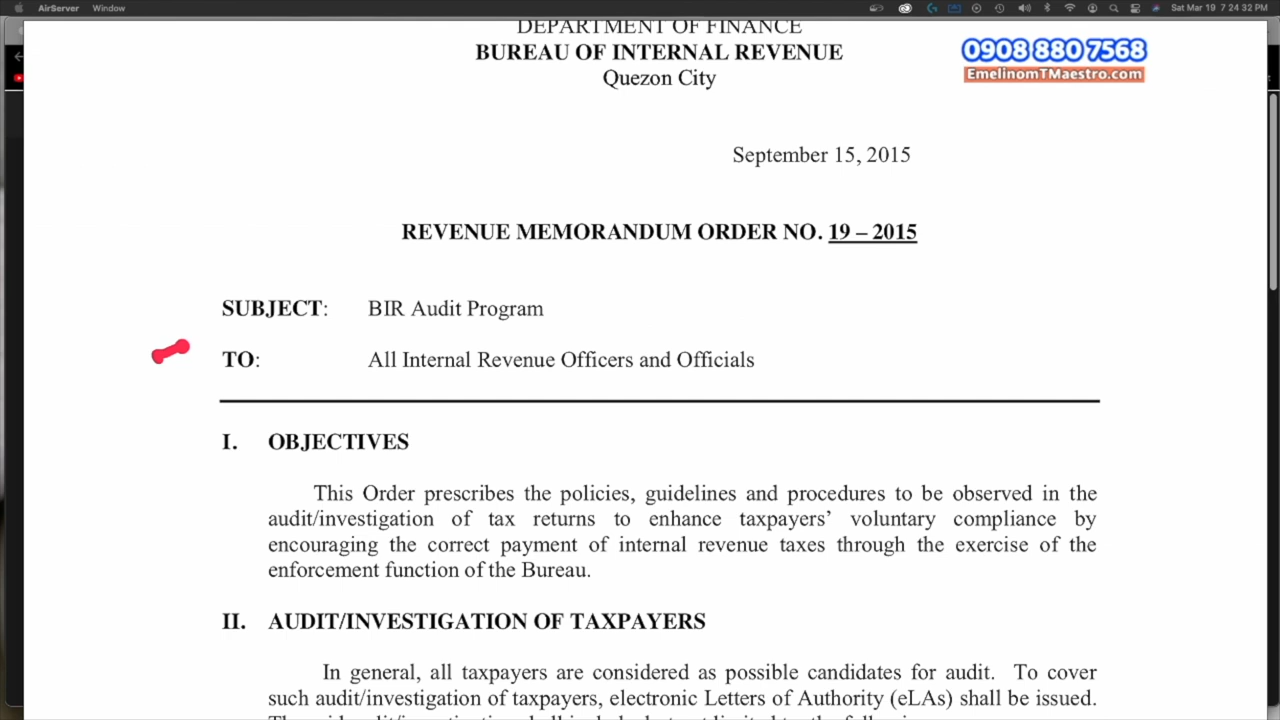 AirServer Window Sat Mar 19 7 24 32 PM
DEPARTMENT OF FINANCE
BUREAU OF INTERNAL REVENUE
Quezon City
0908 880 7568
EmelinomTMaestro.com
September 15, 2015
REVENUE MEMORANDUM ORDER NO. 19 – 2015
SUBJECT: BIR Audit Program
TO: All Internal Revenue Officers and Officials
I. OBJECTIVES
This Order prescribes the policies, guidelines and procedures to be observed in the
audit/investigation of tax returns to enhance taxpayers’ voluntary compliance by
encouraging the correct payment of internal revenue taxes through the exercise of the
enforcement function of the Bureau.
II. AUDIT/INVESTIGATION OF TAXPAYERS
In general, all taxpayers are considered as possible candidates for audit. To cover
such audit/investigation of taxpayers, electronic Letters of Authority (eLAs) shall be issued.